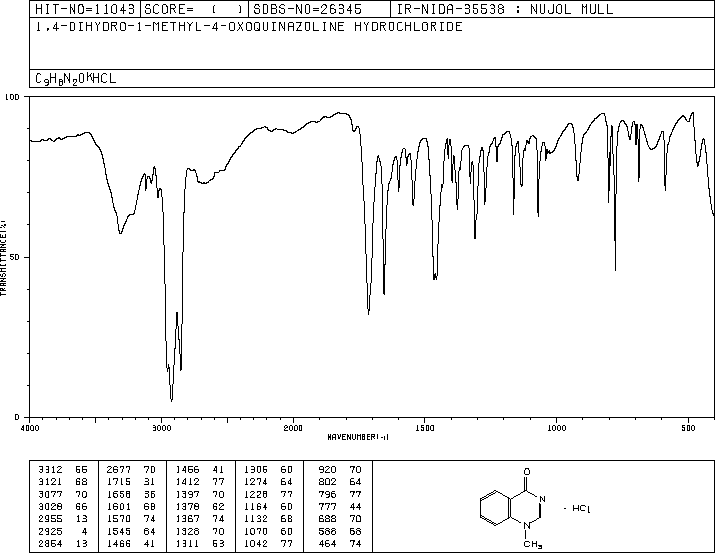 HIT-NO=11043 SCORE= ( ) SDBS-NO=26345 IR-NIDA-35538 : NUJOL MULL
1,4-DIHYDRO-1-METHYL-4-OXOQUINAZOLINE HYDROCHLORIDE
C9H8N2O*HCL
100
50
0
TRANSMITTANCE(%)
4000 3000 2000 1500 1000 500
WAVENUMBER(-1)
3312 66 2677 70 1456 41 1306 60 920 70
3121 68 1715 31 1412 77 1274 64 802 64
3077 70 1658 36 1397 70 1228 77 796 77
3028 66 1601 68 1378 62 1164 60 777 44
2955 13 1570 74 1367 74 1132 68 688 70
2925 4 1545 64 1328 70 1070 60 588 68
2854 13 1466 41 1311 53 1042 77 464 74
O
N
N
CH3
· HCl